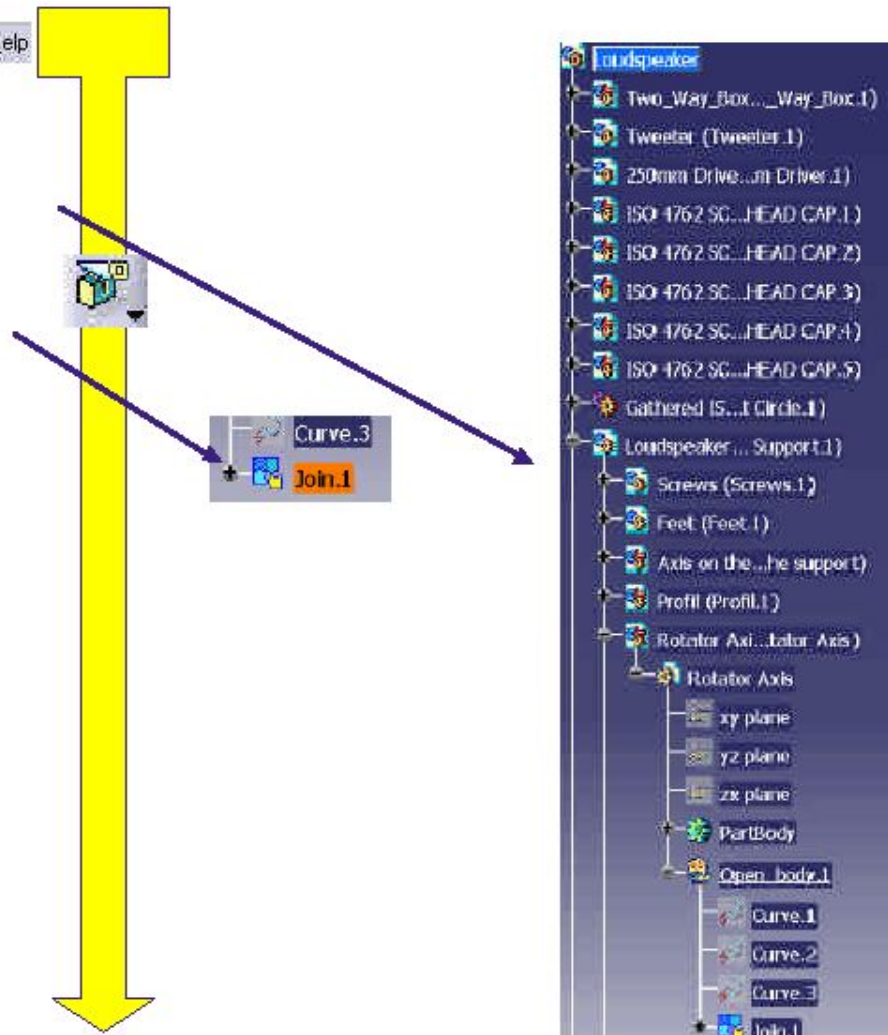 elp
Curve.3
Join.1
Loudspeaker
Two_Way_Box..._Way_Box.1)
Tweeter (Tweeter.1)
250mm Drive...m Driver.1)
ISO 4762 SC...HEAD CAP.1)
ISO 4762 SC...HEAD CAP.2)
ISO 4762 SC...HEAD CAP.3)
ISO 4762 SC...HEAD CAP.4)
ISO 4762 SC...HEAD CAP.5)
Gathered (S...t Circle.1)
Loudspeaker ... Support.1)
Screws (Screws.1)
Feet (Feet.1)
Axis on the...he support)
Profil (Profil.1)
Rotator Axi...tator Axis)
Rotator Axis
xy plane
yz plane
zx plane
PartBody
Open_body.1
Curve.1
Curve.2
Curve.3
Join.1